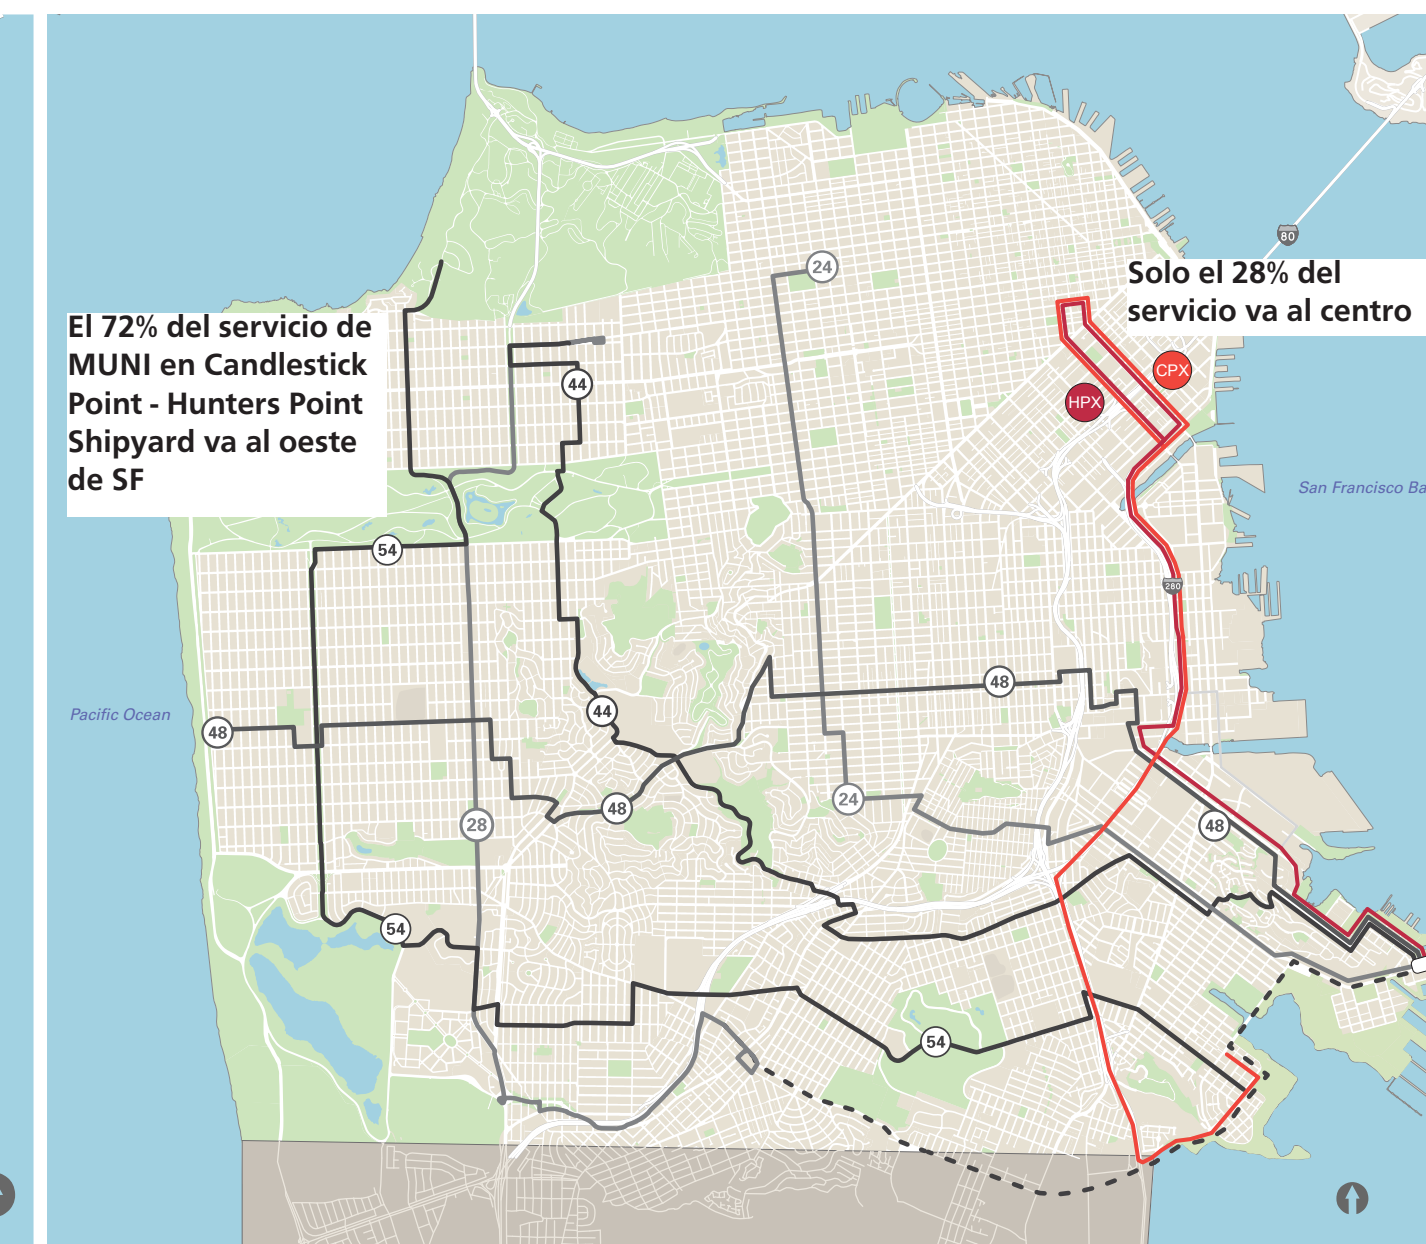 80
24
Solo el 28% del
servicio va al centro
El 72% del servicio de
MUNI en Candlestick
Point - Hunters Point
Shipyard va al oeste
de SF
CPX
44
HPX
San Francisco Ba
54
280
48
44
Pacific Ocean
48
24
48
28
48
54
54